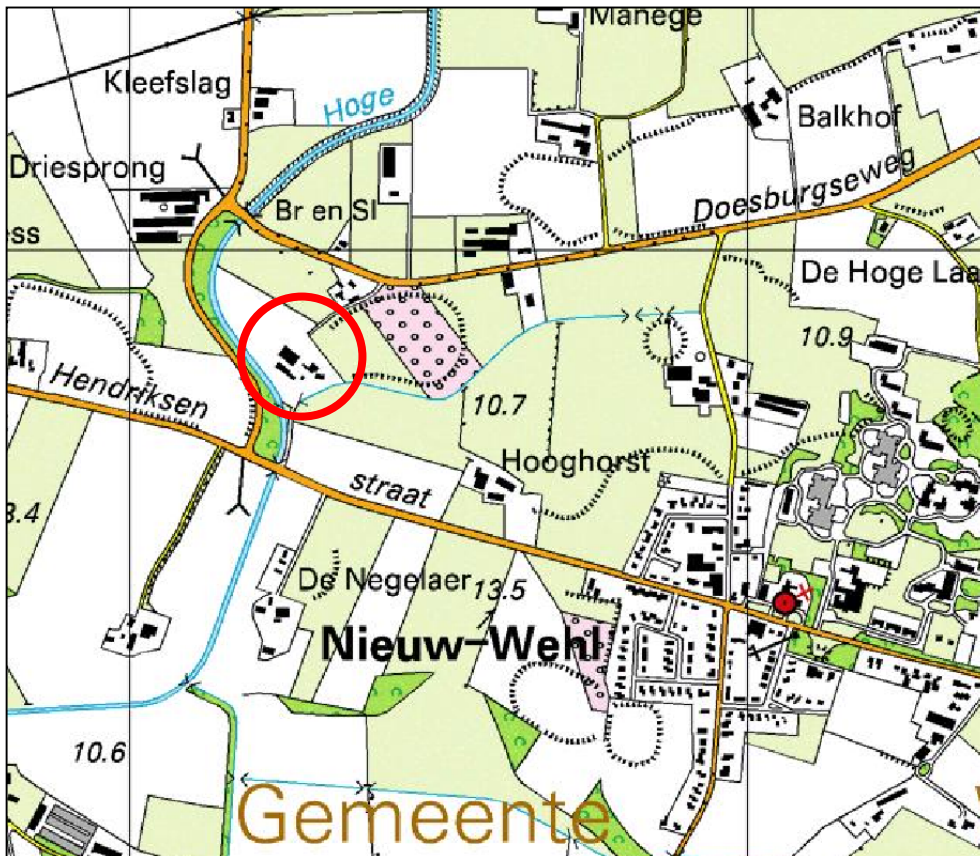 Manege
Kleefslag
Hoge
Balkhof
Driesprong
Doesburgseweg
Br en Sl
ess
De Hoge Laa
10.9
Hendriksen
10.7
Hooghorst
straat
3.4
De Negelaer
13.5
Nieuw-Wehl
10.6
Gemeente